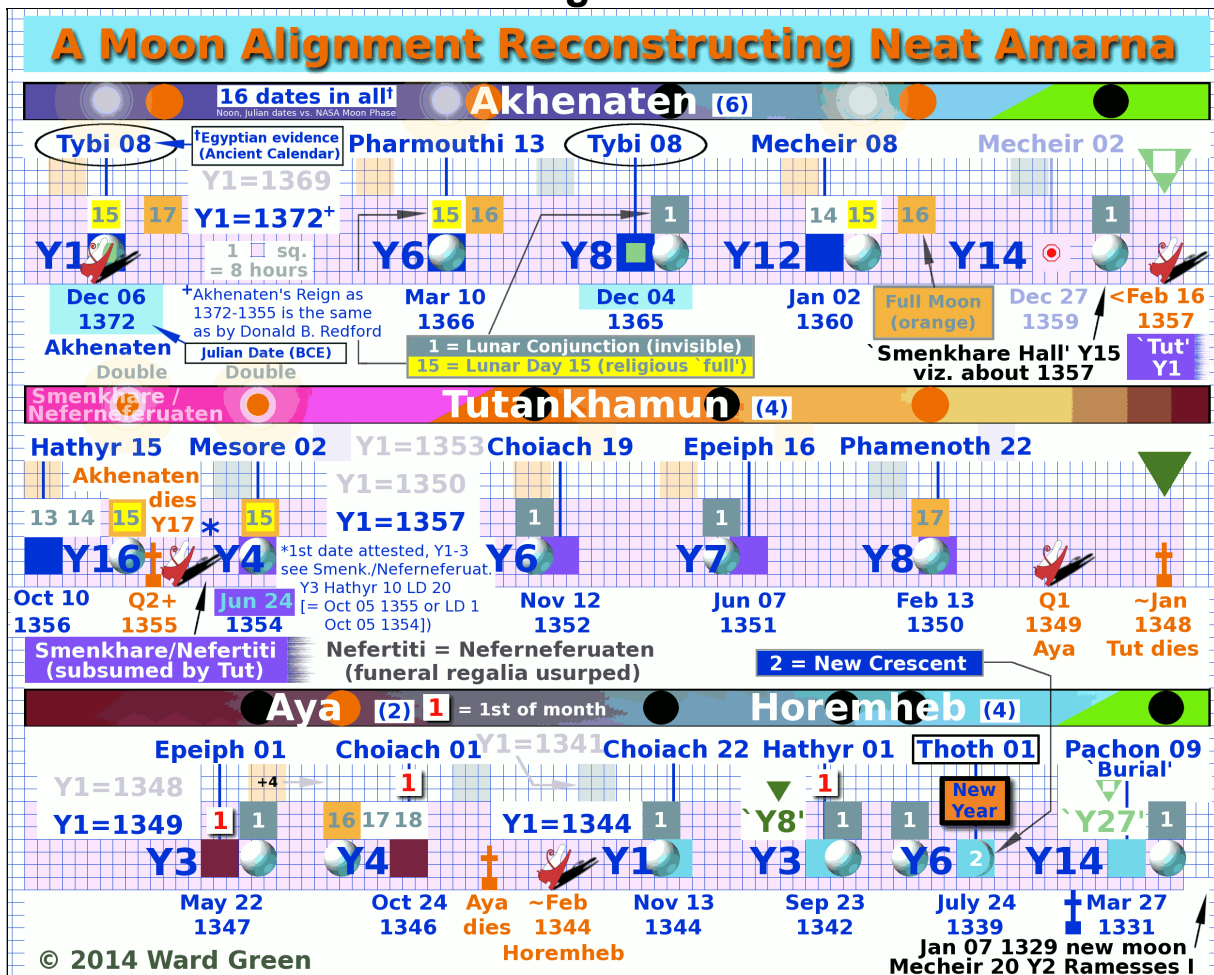 A Moon Alignment Reconstructing Neat Amarna
16 dates in all†
Noon, Julian dates vs. NASA Moon Phase
Akhenaten (6)
Tybi 08
†Egyptian evidence
(Ancient Calendar)
Pharmouthi 13
Tybi 08
Mecheir 08
Mecheir 02
Y1=1369
15
17
Y1=1372+
15
16
1
14
15
16
1
Y1
1 sq.
= 8 hours
Y6
Y8
Y12
Y14
Dec 06
1372
Akhenaten
+Akhenaten's Reign as
1372-1355 is the same
as by Donald B. Redford
Julian Date (BCE)
Mar 10
1366
Dec 04
1365
Jan 02
1360
Full Moon
(orange)
Dec 27
1359
<Feb 16
1357
1 = Lunar Conjunction (invisible)
15 = Lunar Day 15 (religious `full')
`Smenkhare Hall' Y15
viz. about 1357
`Tut'
Y1
Double
Double
Smenkhare /
Neferneferuaten
Tutankhamun (4)
Hathyr 15
Mesore 02
Y1=1353
Choiach 19
Epeiph 16
Phamenoth 22
Akhenaten
dies
Y17
Y1=1350
13
14
15
*
15
Y1=1357
1
1
17
Y16
Y4
*1st date attested, Y1-3
see Smenk./Neferneferuat.
Y3 Hathyr 10 LD 20
[= Oct 05 1355 or LD 1
Oct 05 1354])
Y6
Y7
Y8
Oct 10
1356
Q2+
1355
Jun 24
1354
Nov 12
1352
Jun 07
1351
Feb 13
1350
Q1
1349
Aya
~Jan
1348
Tut dies
Smenkhare/Nefertiti
(subsumed by Tut)
Nefertiti = Neferneferuaten
(funeral regalia usurped)
2 = New Crescent
Aya (2)
1 = 1st of month
Horemheb (4)
Epeiph 01
Choiach 01
Y1=1341
Choiach 22
Hathyr 01
Thoth 01
Pachon 09
`Burial'
Y1=1348
+4
1
1
New
Year
Y1=1349
1
1
16
17
18
Y1=1344
1
`Y8'
1
1
`Y27'
1
Y3
Y4
Y1
Y3
Y6
2
Y14
May 22
1347
Oct 24
1346
Aya
dies
~Feb
1344
Horemheb
Nov 13
1344
Sep 23
1342
July 24
1339
Mar 27
1331
Jan 07 1329 new moon
Mecheir 20 Y2 Ramesses I
© 2014 Ward Green